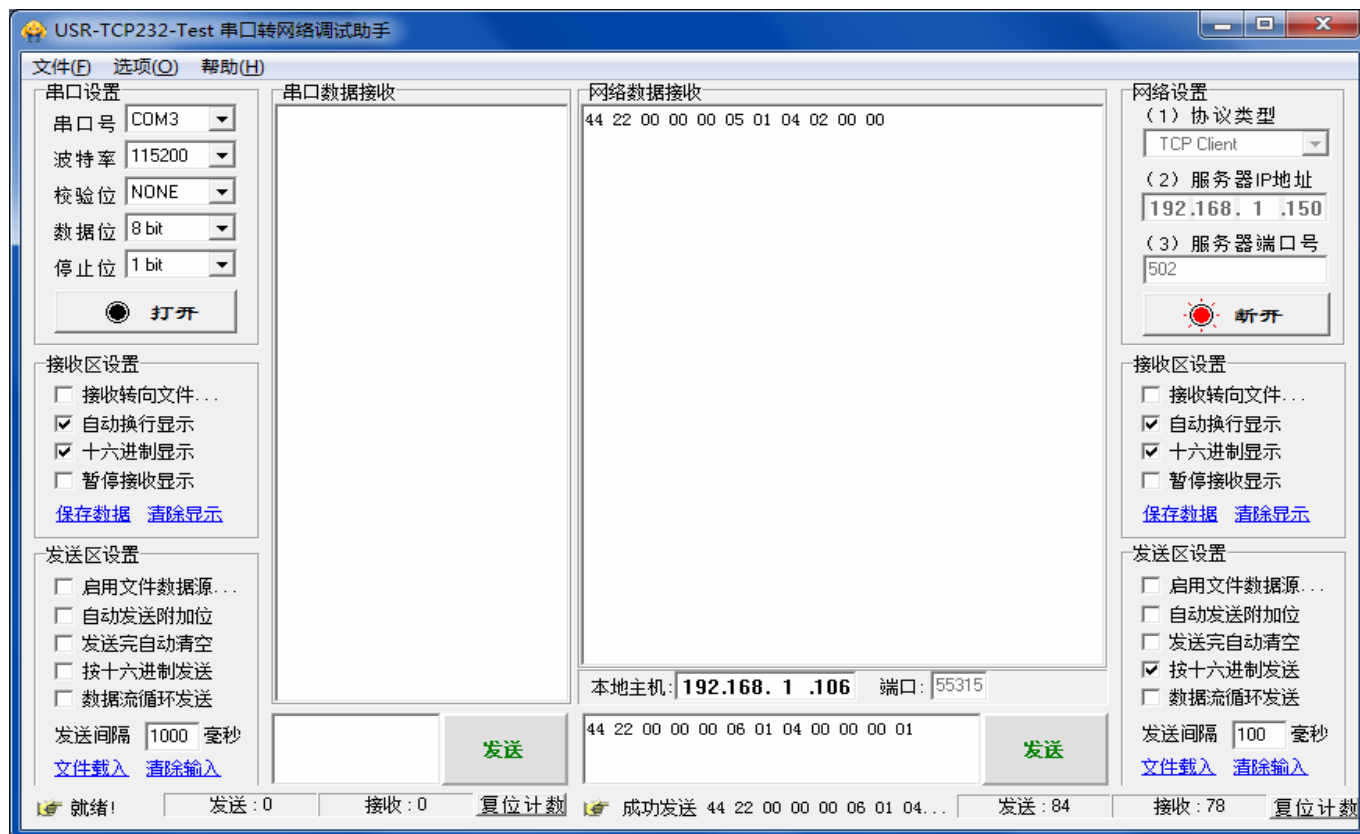 USR-TCP232-Test 串口转网络调试助手
文件(F) 选项(O) 帮助(H)
串口设置
串口号 COM3
波特率 115200
校验位 NONE
数据位 8 bit
停止位 1 bit
打开
接收区设置
接收转向文件...
自动换行显示
十六进制显示
暂停接收显示
保存数据 清除显示
发送区设置
启用文件数据源...
自动发送附加位
发送完自动清空
按十六进制发送
数据流循环发送
发送间隔 1000 毫秒
文件载入 清除输入
串口数据接收
发送
网络数据接收
44 22 00 00 00 05 01 04 02 00 00
本地主机: 192.168. 1 .106 端口: 55315
44 22 00 00 00 06 01 04 00 00 00 01
发送
网络设置
(1) 协议类型
TCP Client
(2) 服务器IP地址
192.168. 1 .150
(3) 服务器端口号
502
断开
接收区设置
接收转向文件...
自动换行显示
十六进制显示
暂停接收显示
保存数据 清除显示
发送区设置
启用文件数据源...
自动发送附加位
发送完自动清空
按十六进制发送
数据流循环发送
发送间隔 100 毫秒
文件载入 清除输入
就绪! 发送:0 接收:0 复位计数 成功发送 44 22 00 00 00 06 01 04... 发送:84 接收:78 复位计数